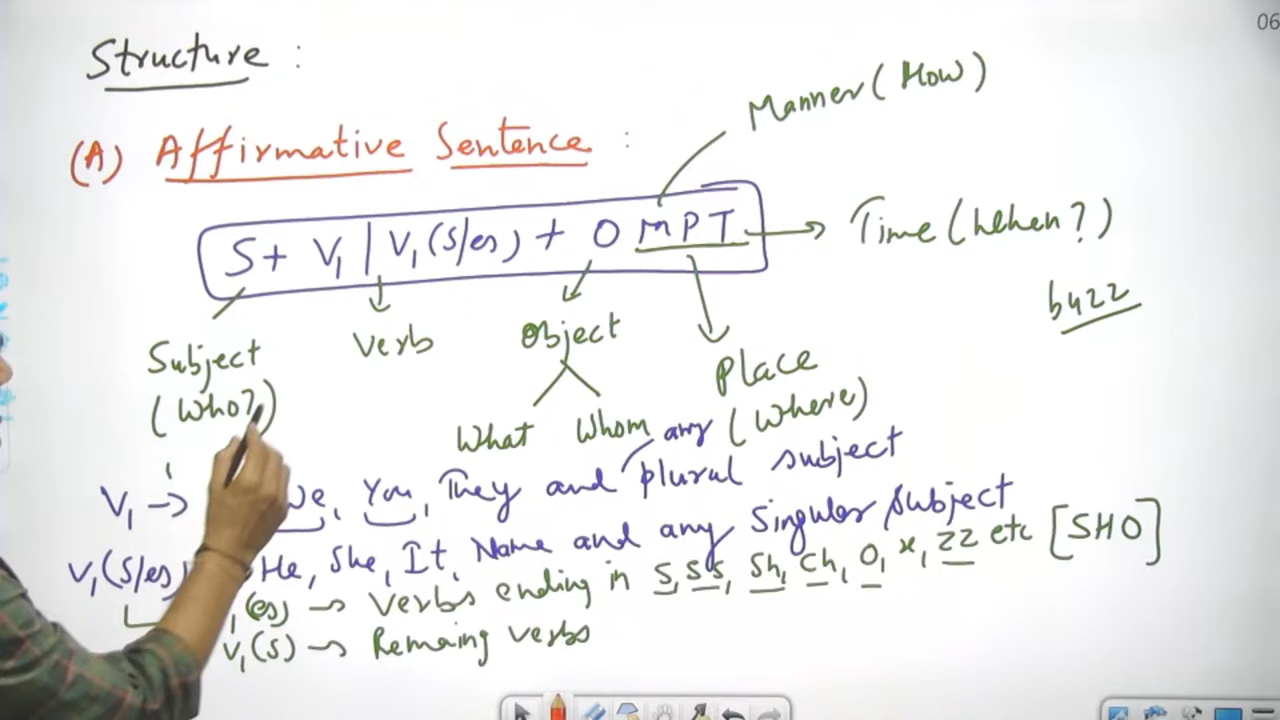 06
Structure :
(A) Affirmative Sentence :
Manner (How)
S + V₁ | V₁(s/es) + O MPT
Time (When?)
buzz
Subject
(Who?)
Verb
Object
Place
(Where)
What Whom
any
V₁ → We, You, They and plural subject
V₁(s/es) He, She, It, Name and any Singular Subject
(es) → Verbs ending in s, ss, sh, ch, o, x, zz etc [SHO]
V₁(s) → Remaing verbs